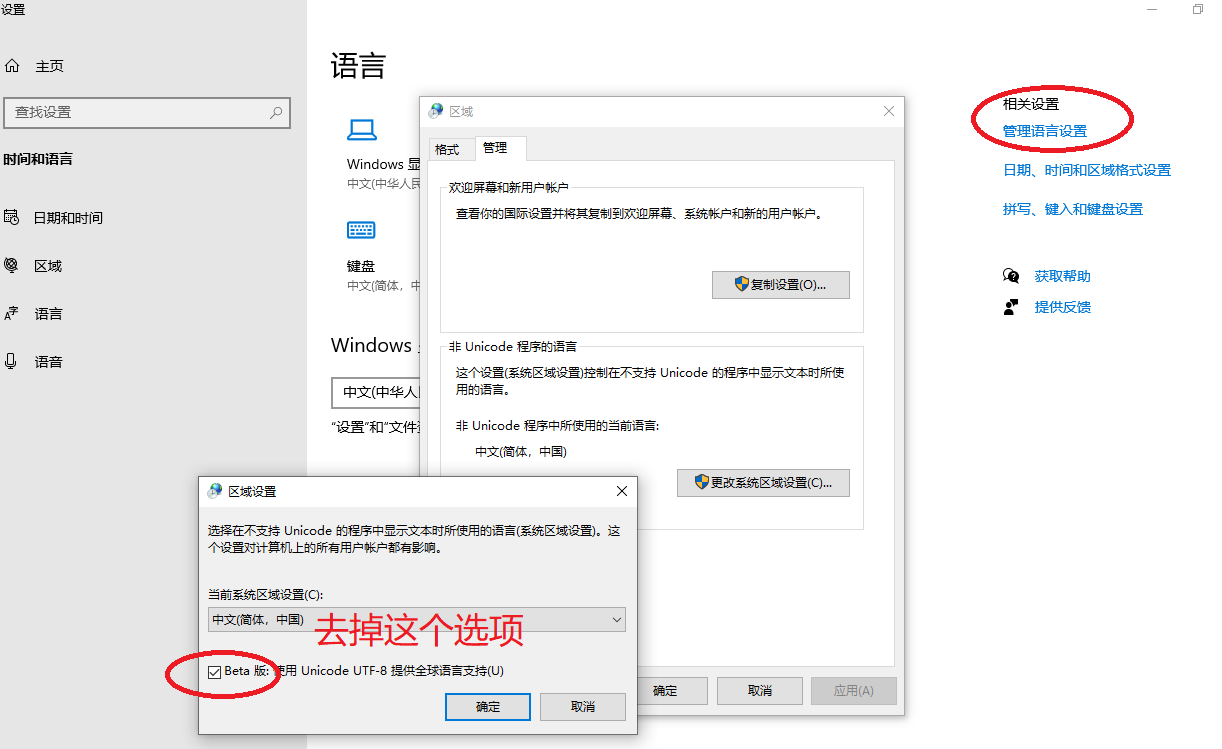 设置
主页
查找设置
时间和语言
日期和时间
区域
语言
语音
语言
Windows 显
中文(中华人民
键盘
中文(简体，中
Windows
中文(中华人民
“设置”和“文件
相关设置
管理语言设置
日期、时间和区域格式设置
拼写、键入和键盘设置
获取帮助
提供反馈
区域
格式 管理
欢迎屏幕和新用户帐户
查看你的国际设置并将其复制到欢迎屏幕、系统帐户和新的用户帐户。
复制设置(O)...
非 Unicode 程序的语言
这个设置(系统区域设置)控制在不支持 Unicode 的程序中显示文本时所使
用的语言。
非 Unicode 程序中所使用的当前语言:
中文(简体，中国)
更改系统区域设置(C)...
确定 取消 应用(A)
区域设置
选择在不支持 Unicode 的程序中显示文本时所使用的语言(系统区域设置)。这
个设置对计算机上的所有用户帐户都有影响。
当前系统区域设置(C):
中文(简体，中国)
去掉这个选项
Beta 版: 使用 Unicode UTF-8 提供全球语言支持(U)
确定 取消